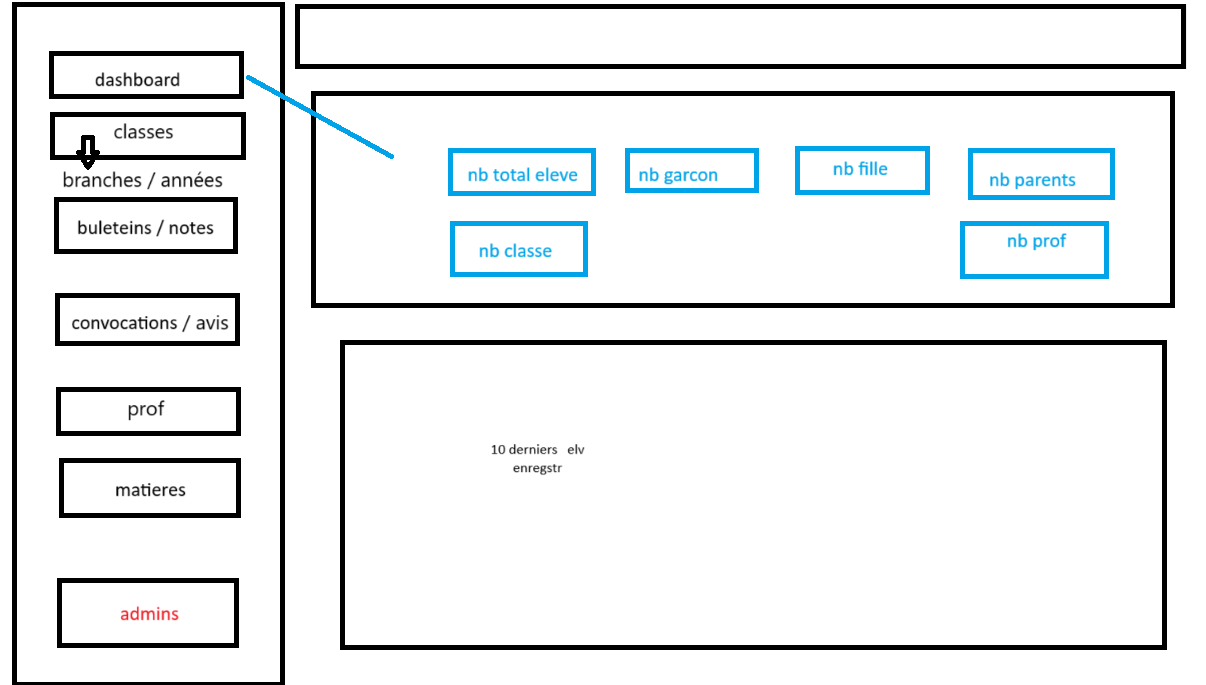 dashboard
classes
branches / années
buleteins / notes
convocations / avis
prof
matieres
admins
nb total eleve
nb garcon
nb fille
nb parents
nb classe
nb prof
10 derniers elv
enregstr